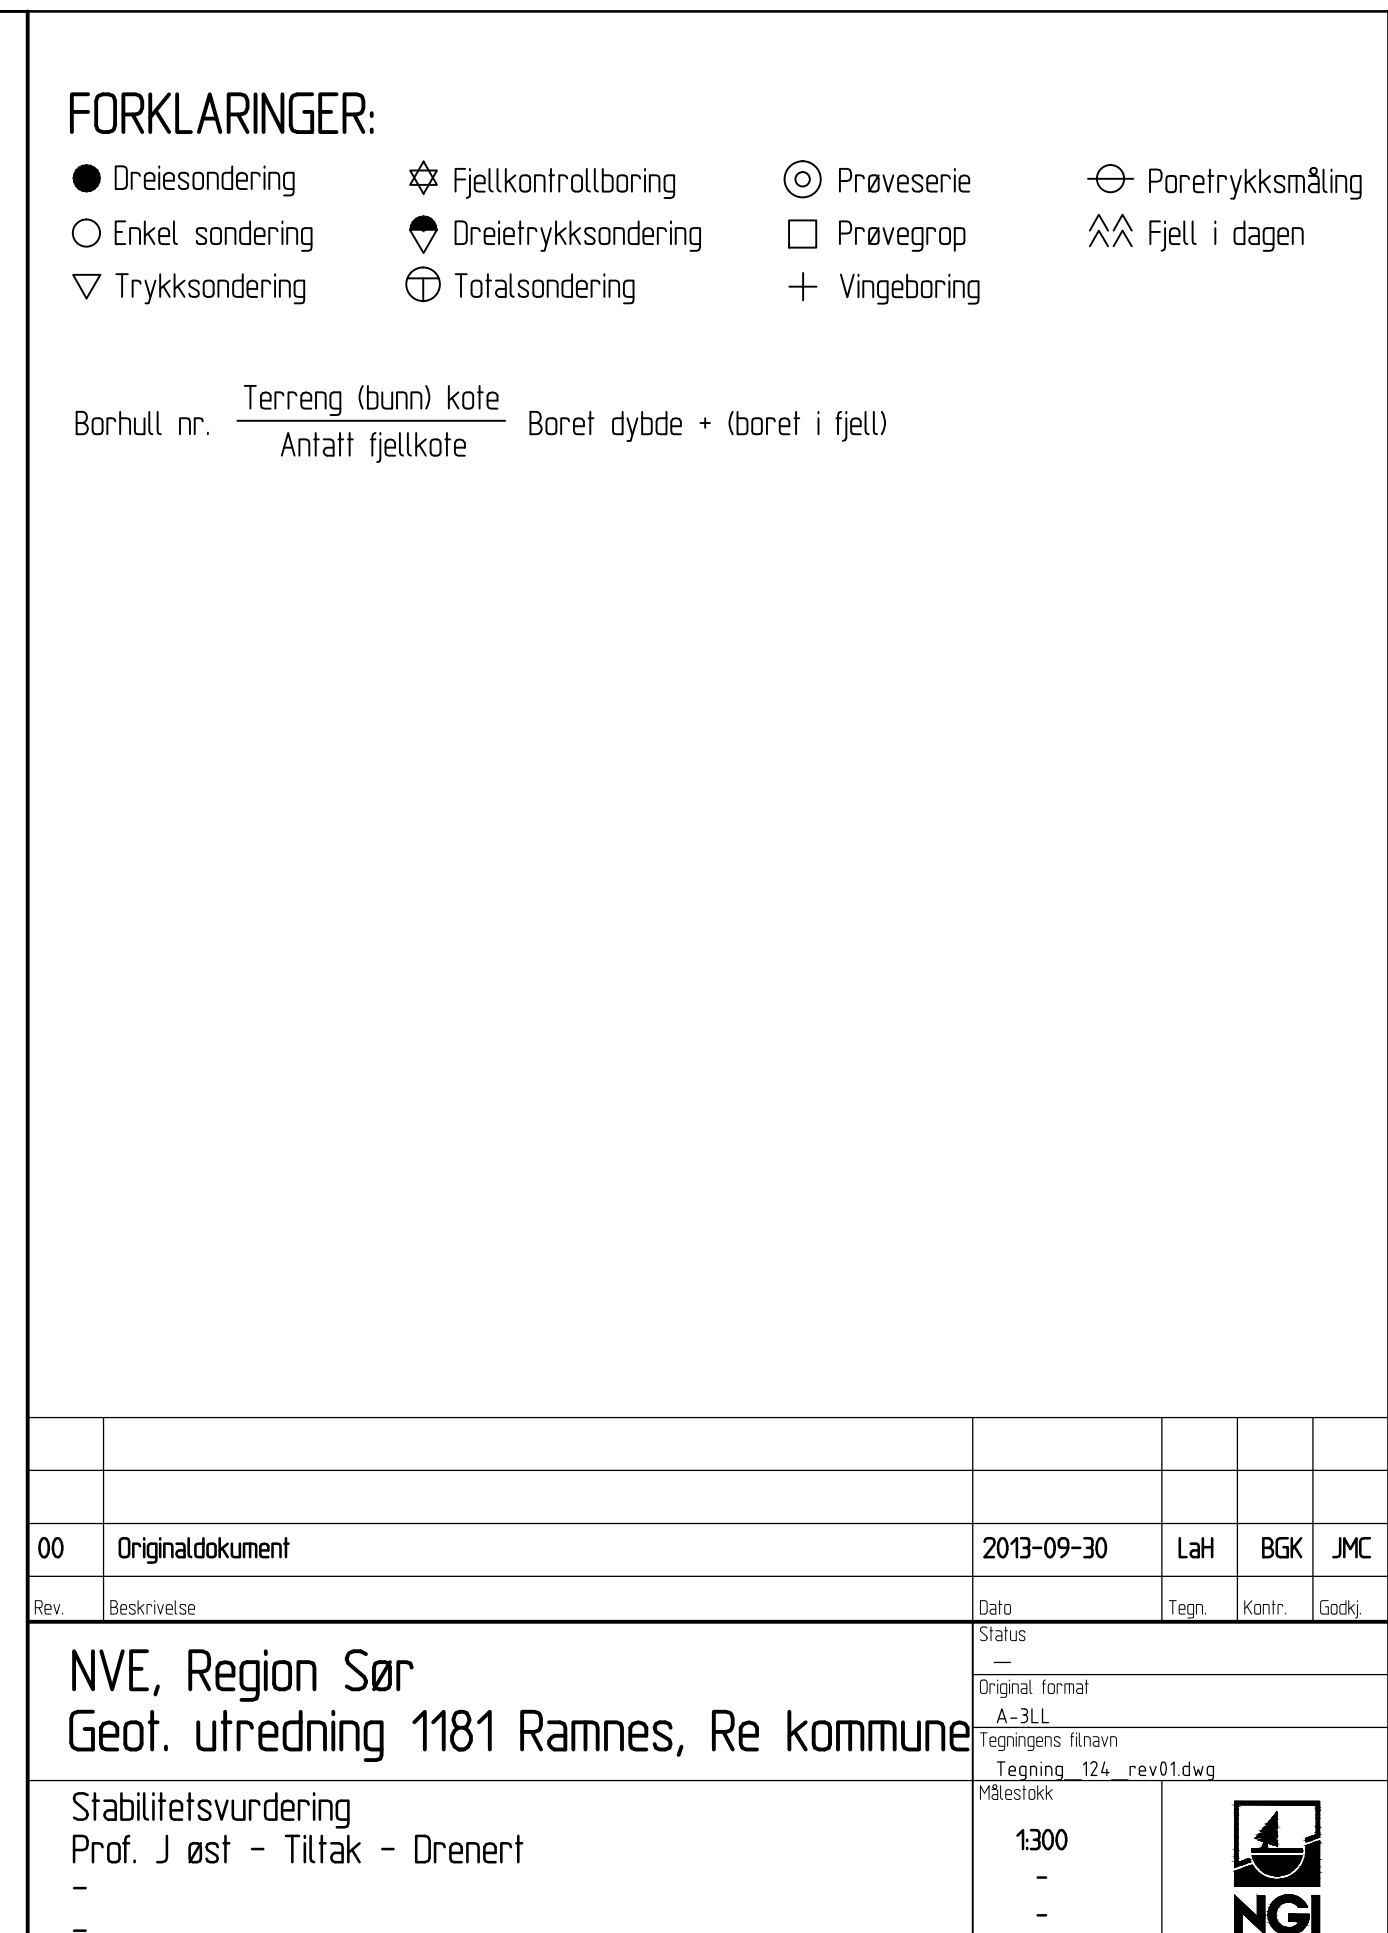 FORKLARINGER:
Dreiesondering Fjellkontrollboring Prøveserie Poretrykksmåling
Enkel sondering Dreietrykksondering Prøvegrop Fjell i dagen
Trykksondering Totalsondering Vingeboring
Terreng (bunn) kote
Borhull nr. Boret dybde + (boret i fjell)
Antatt fjellkote
00 Originaldokument 2013-09-30 LaH BGK JMC
Rev. Beskrivelse Dato Tegn. Kontr. Godkj.
NVE, Region Sør
Geot. utredning 1181 Ramnes, Re kommune
Status
—
Original format
A-3LL
Tegningens filnavn
Tegning_124_rev01.dwg
Stabilitetsvurdering
Prof. J øst - Tiltak - Drenert
-
-
Målestokk
1:300
-
-
NGI